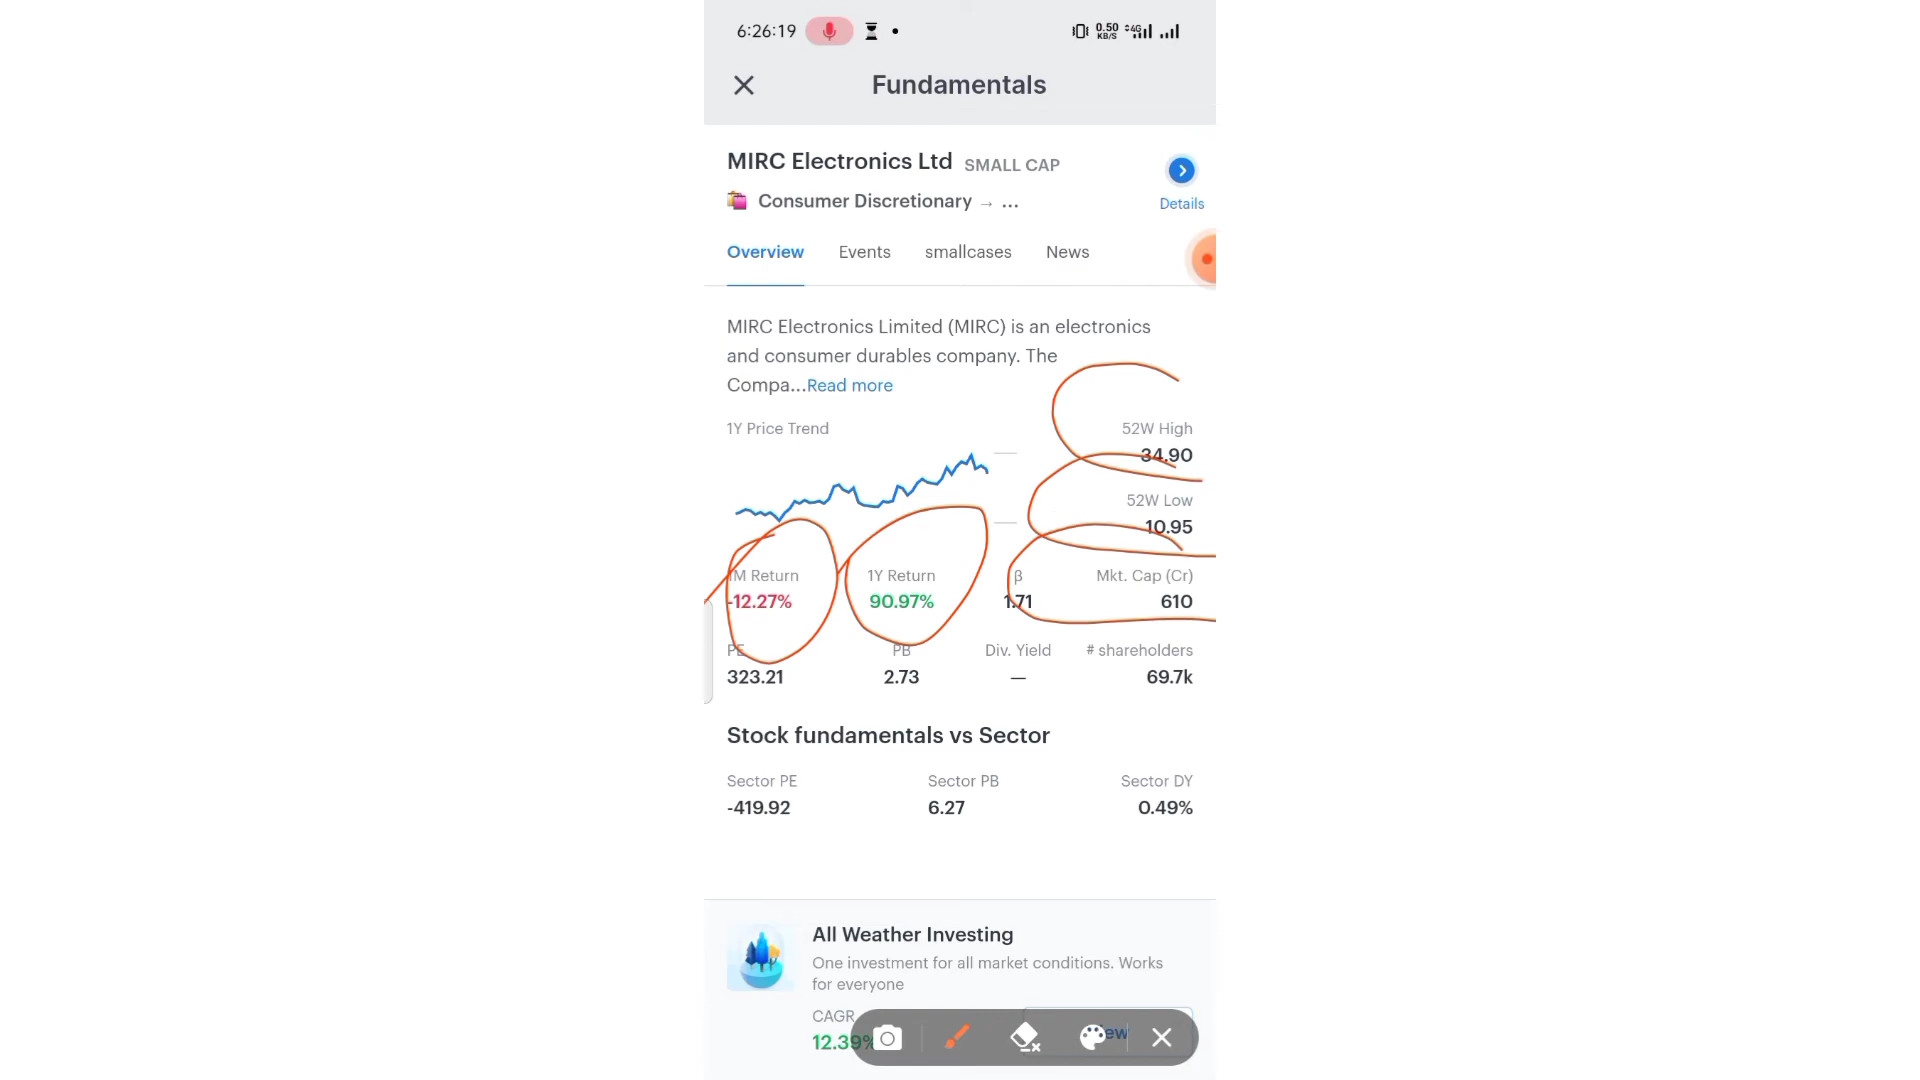 6:26:19
0.50 KB/S 4G
Fundamentals
MIRC Electronics Ltd SMALL CAP
Consumer Discretionary → ...
Details
Overview Events smallcases News
MIRC Electronics Limited (MIRC) is an electronics
and consumer durables company. The
Compa...Read more
1Y Price Trend
52W High
34.90
52W Low
10.95
1M Return 1Y Return β Mkt. Cap (Cr)
-12.27% 90.97% 1.71 610
PE PB Div. Yield # shareholders
323.21 2.73 — 69.7k
Stock fundamentals vs Sector
Sector PE Sector PB Sector DY
-419.92 6.27 0.49%
All Weather Investing
One investment for all market conditions. Works
for everyone
CAGR
12.39%